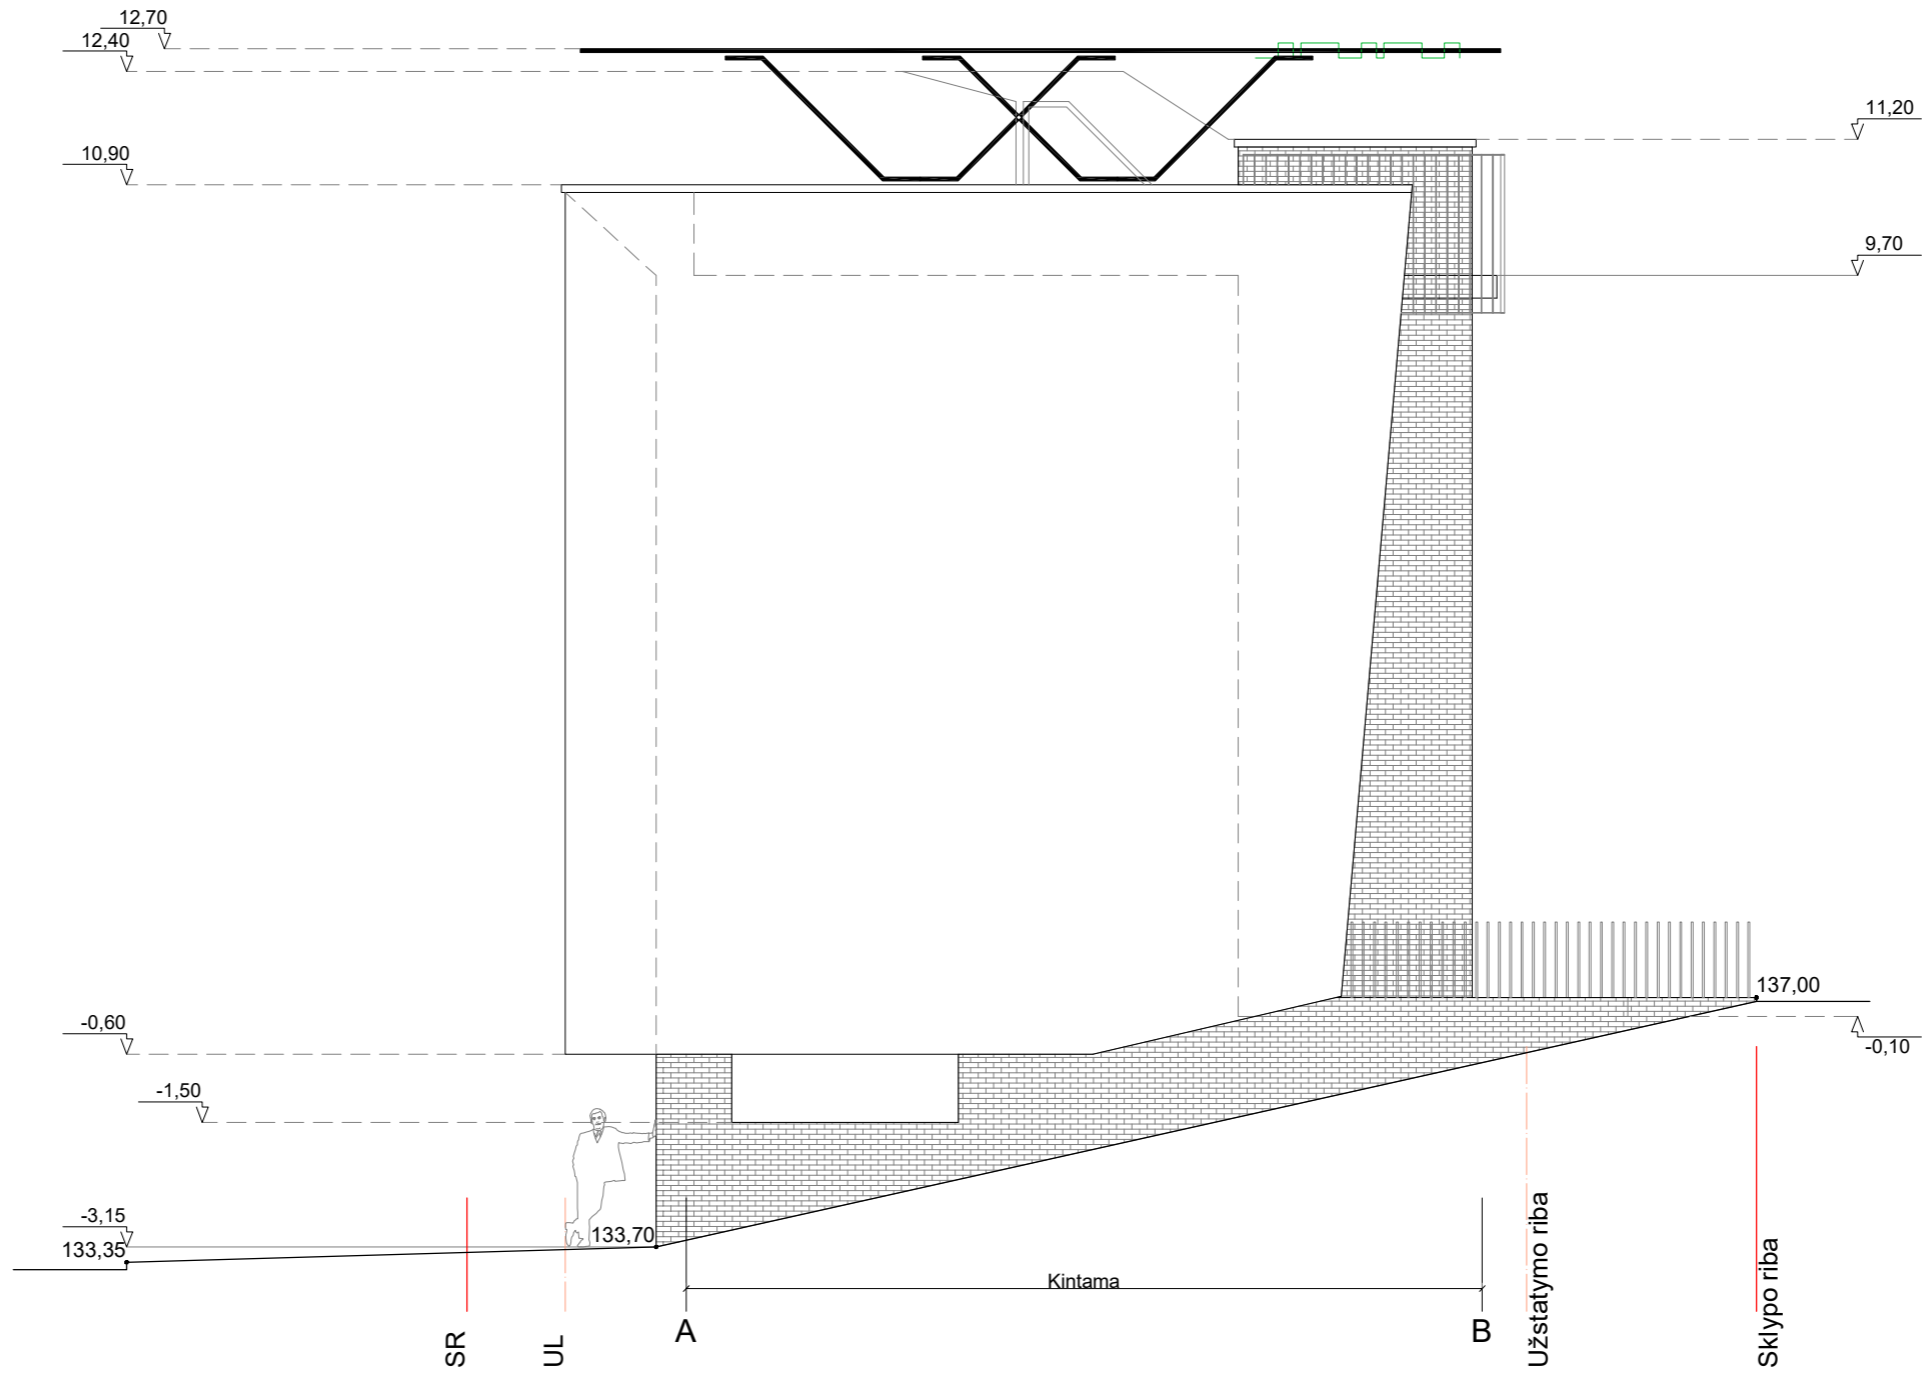 12,70
12,40
11,20
10,90
9,70
137,00
-0,60
-0,10
-1,50
-3,15
133,70
133,35
Kintama
SR
UL
A
B
Užstatymo riba
Sklypo riba